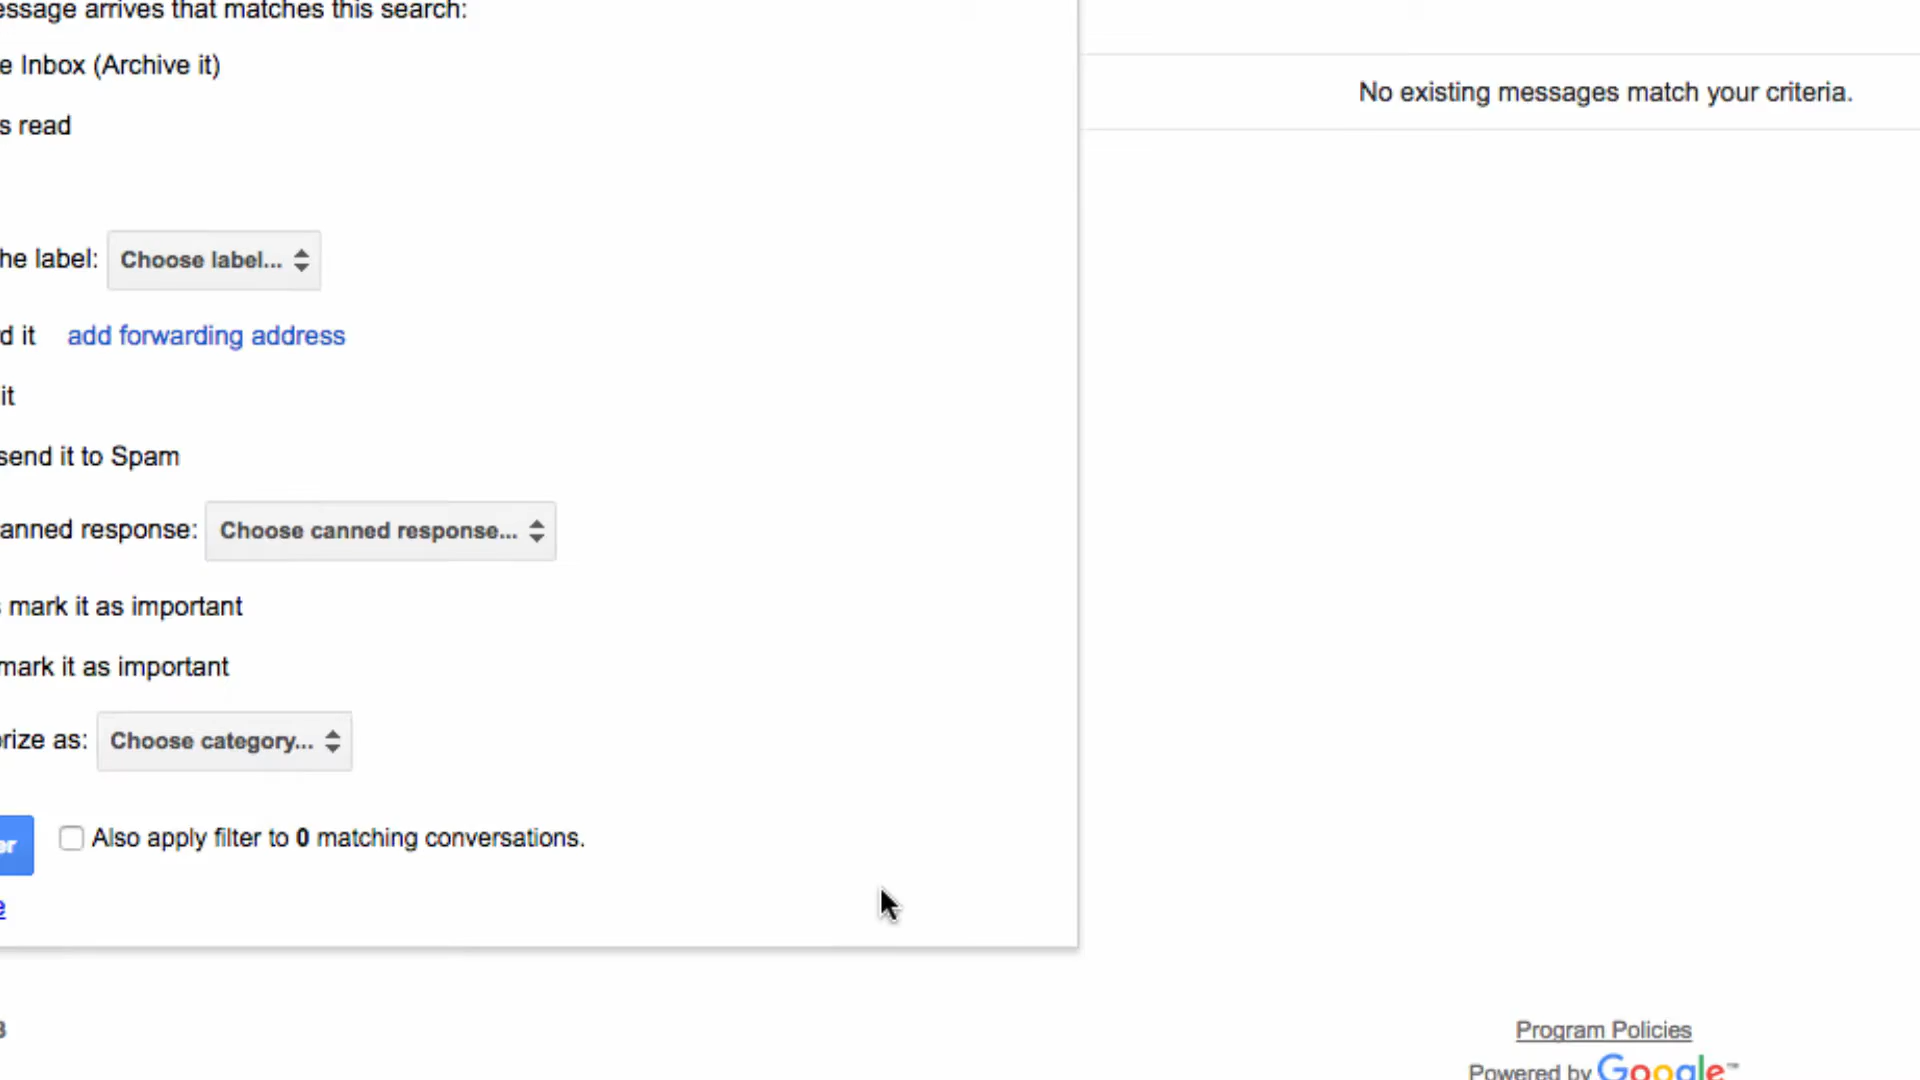 essage arrives that matches this search:
e Inbox (Archive it)
No existing messages match your criteria.
s read
he label: Choose label...
d it add forwarding address
it
send it to Spam
anned response: Choose canned response...
s mark it as important
mark it as important
orize as: Choose category...
er Also apply filter to 0 matching conversations.
e
3
Program Policies
Powered by Google™